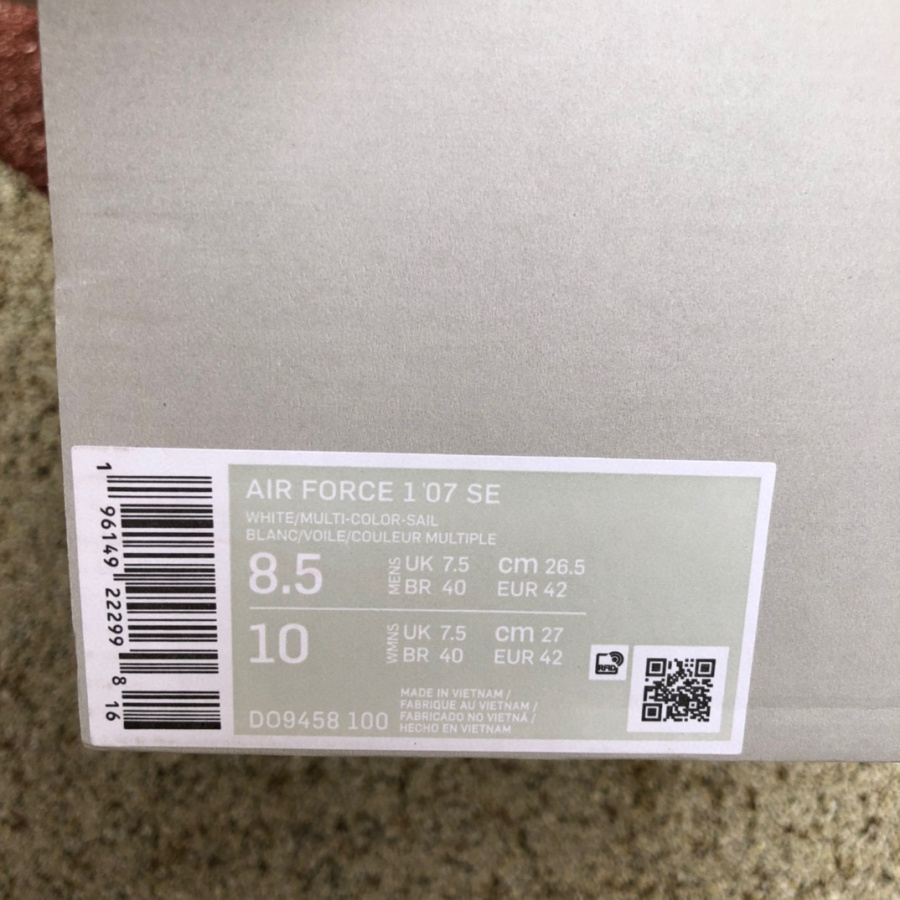 1 96149 22299 8 16
AIR FORCE 1 '07 SE
WHITE/MULTI-COLOR-SAIL
BLANC/VOILE/COULEUR MULTIPLE
8.5 MENS UK 7.5 cm 26.5
BR 40 EUR 42
10 WMNS UK 7.5 cm 27
BR 40 EUR 42
MADE IN VIETNAM /
FABRIQUE AU VIETNAM /
FABRICADO NO VIETNÁ /
HECHO EN VIETNAM
DO9458 100